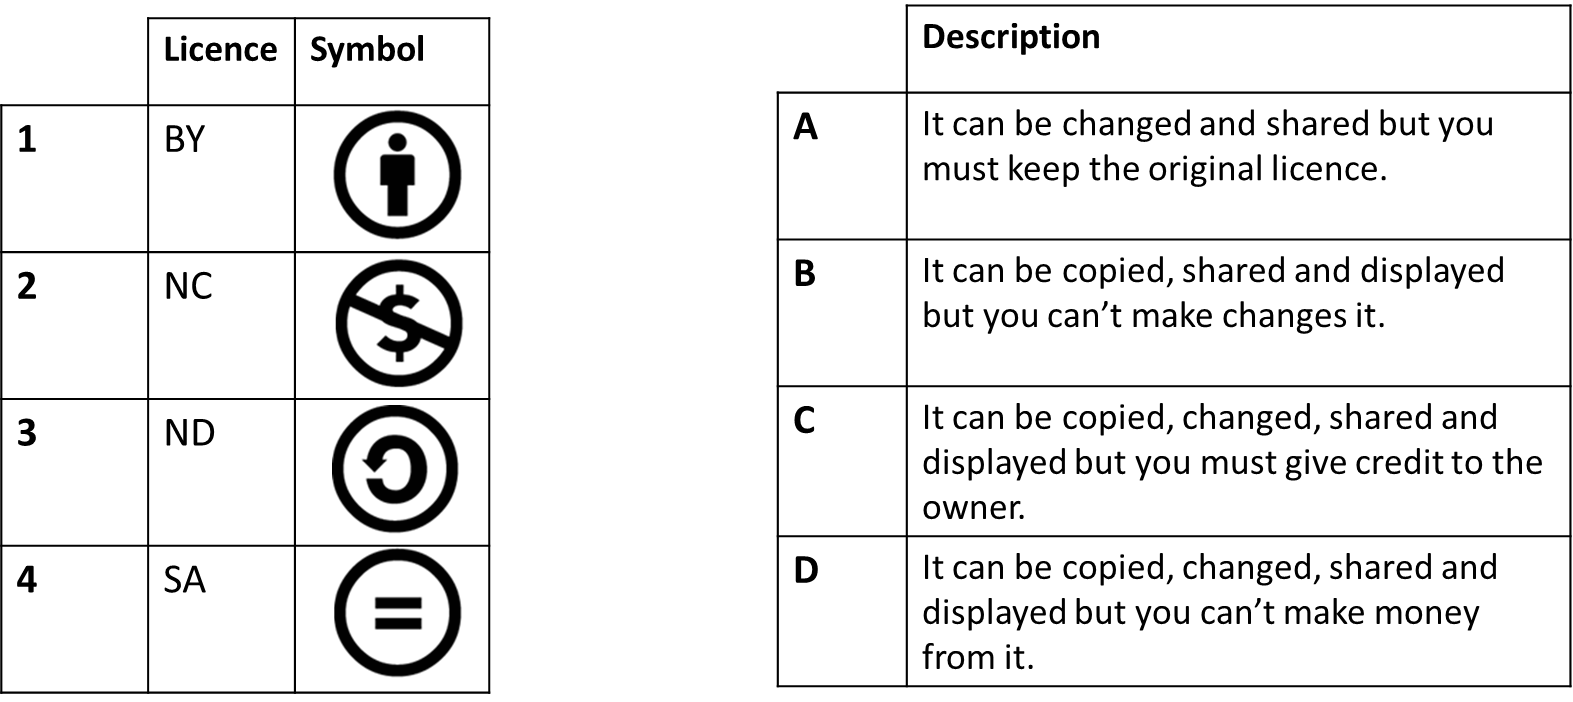 Licence Symbol
1 BY
2 NC
3 ND
4 SA
Description
A It can be changed and shared but you
must keep the original licence.
B It can be copied, shared and displayed
but you can’t make changes it.
C It can be copied, changed, shared and
displayed but you must give credit to the
owner.
D It can be copied, changed, shared and
displayed but you can’t make money
from it.